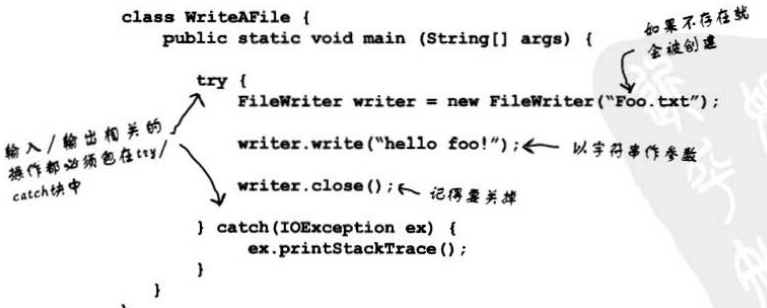 class WriteAFile {
public static void main (String[] args) {
如果不存在就
会被创建
try {
FileWriter writer = new FileWriter("Foo.txt");
输入/输出相关的
操作都必须包在try/
catch块中
writer.write("hello foo!"); 以字符串作参数
writer.close(); 记得要关掉
} catch(IOException ex) {
ex.printStackTrace();
}
}
}